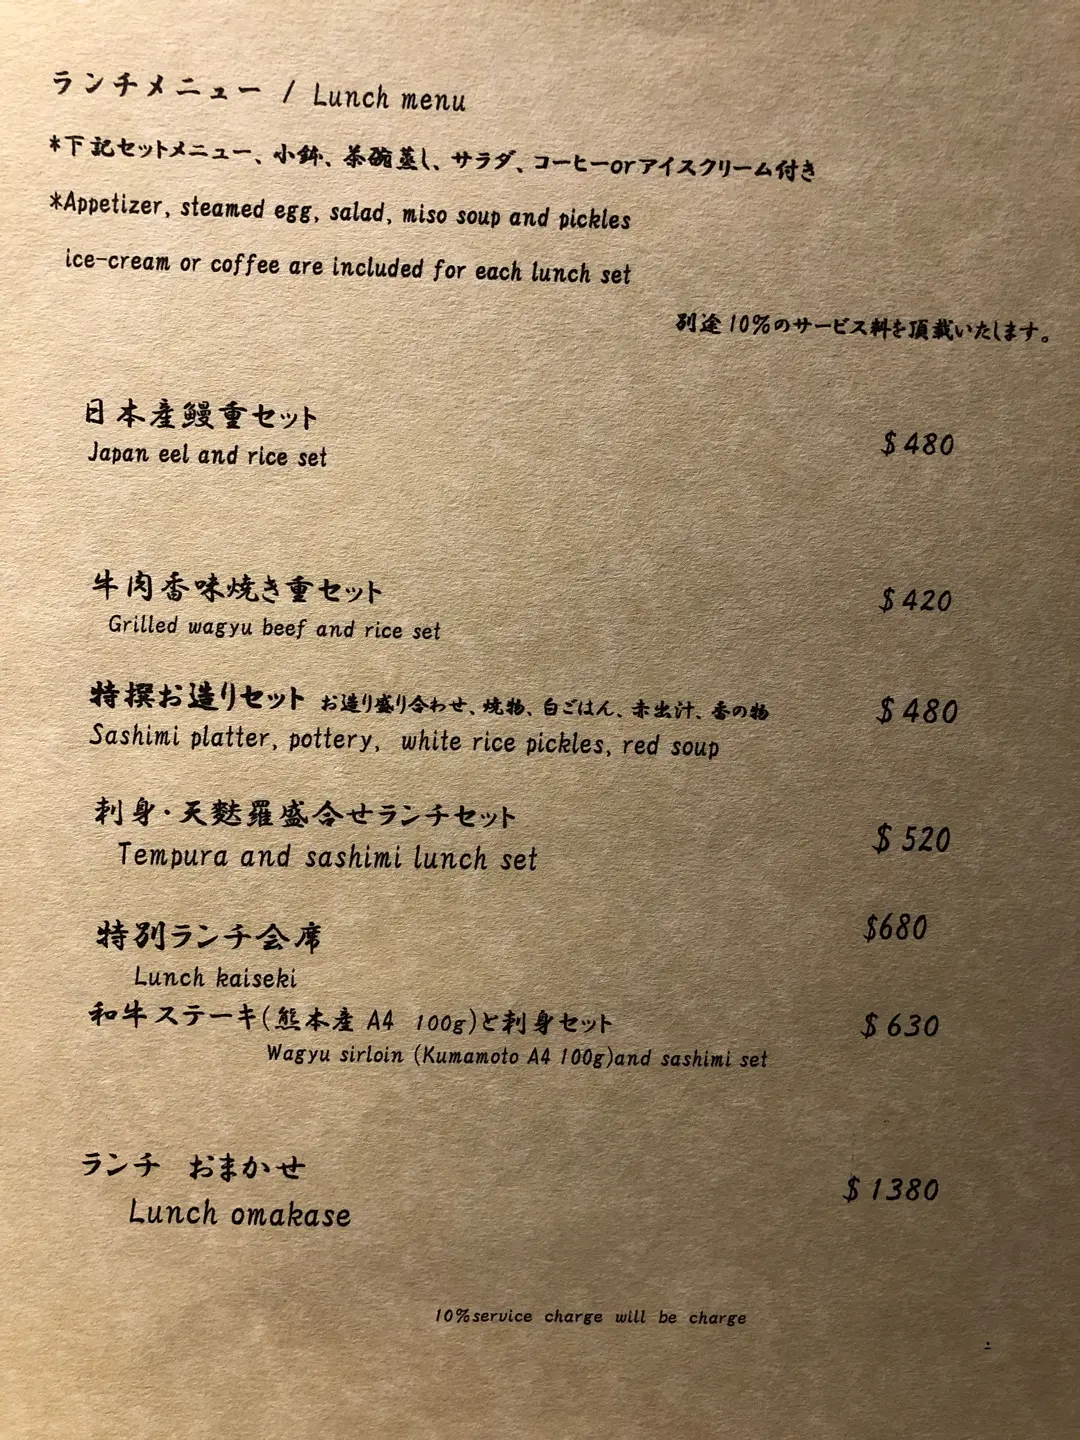 ランチメニュー / Lunch menu
*下記セットメニュー、小鉢、茶碗蒸し、サラダ、コーヒーorアイスクリーム付き
*Appetizer, steamed egg, salad, miso soup and pickles
ice-cream or coffee are included for each lunch set
別途10%のサービス料を頂戴いたします。
日本産鰻重セット
Japan eel and rice set
$480
牛肉香味焼き重セット
Grilled wagyu beef and rice set
$420
特撰お造りセット お造り盛り合わせ、焼物、白ごはん、赤出汁、香の物
Sashimi platter, pottery, white rice pickles, red soup
$480
刺身・天麩羅盛合せランチセット
Tempura and sashimi lunch set
$520
特別ランチ会席
Lunch kaiseki
$680
和牛ステーキ(熊本産 A4 100g)と刺身セット
Wagyu sirloin (Kumamoto A4 100g)and sashimi set
$630
ランチ おまかせ
Lunch omakase
$1380
10%service charge will be charge